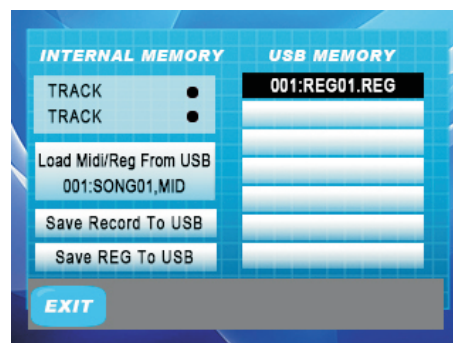 INTERNAL MEMORY
TRACK ●
TRACK ●
Load Midi/Reg From USB
001:SONG01,MID
Save Record To USB
Save REG To USB
USB MEMORY
001:REG01.REG
EXIT